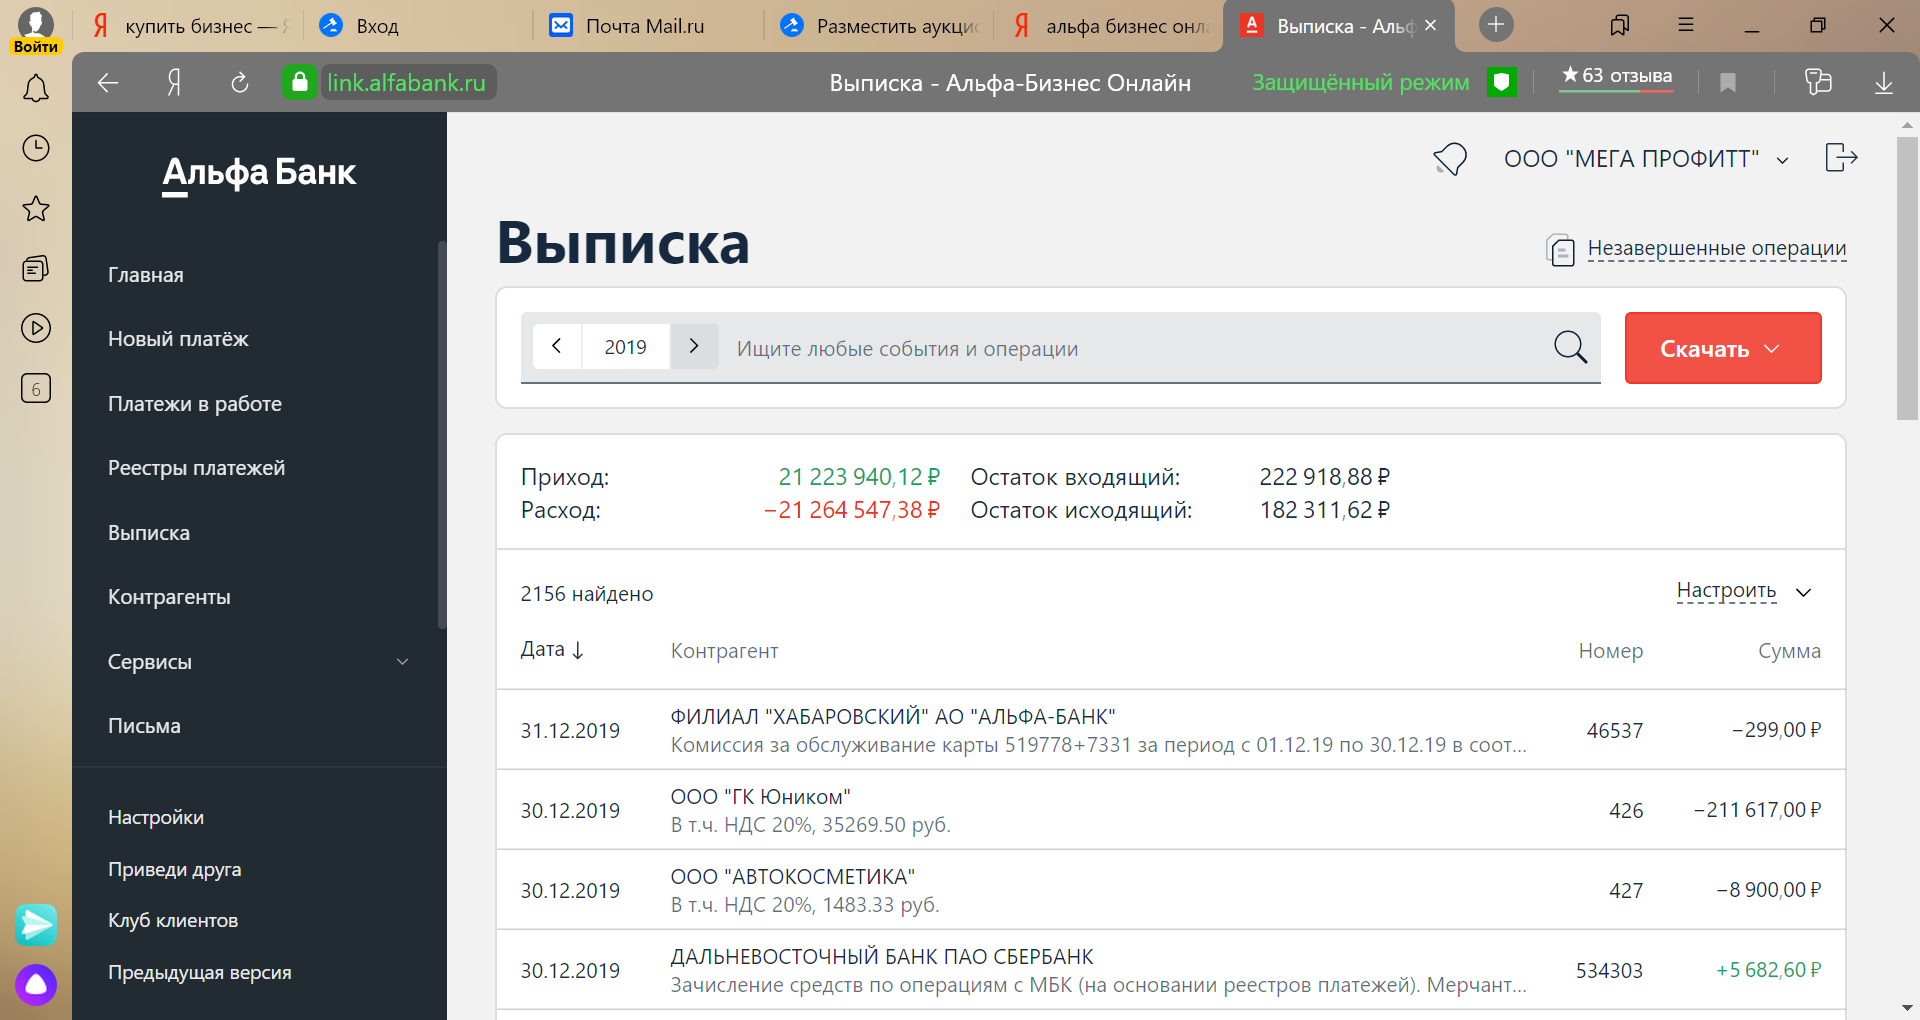 Войти
купить бизнес —
Вход
Почта Mail.ru
Разместить аукцио
альфа бизнес онл
Выписка - Альф
link.alfabank.ru
Выписка - Альфа-Бизнес Онлайн
Защищённый режим
★ 63 отзыва
6
Альфа Банк
Главная
Новый платёж
Платежи в работе
Реестры платежей
Выписка
Контрагенты
Сервисы
Письма
Настройки
Приведи друга
Клуб клиентов
Предыдущая версия
ООО "МЕГА ПРОФИТТ"
Выписка
Незавершенные операции
2019
Ищите любые события и операции
Скачать
Приход: 21 223 940,12 ₽ Остаток входящий: 222 918,88 ₽
Расход: −21 264 547,38 ₽ Остаток исходящий: 182 311,62 ₽
2156 найдено
Настроить
Дата ↓ Контрагент Номер Сумма
ФИЛИАЛ "ХАБАРОВСКИЙ" АО "АЛЬФА-БАНК"
31.12.2019 46537 −299,00 ₽
Комиссия за обслуживание карты 519778+7331 за период с 01.12.19 по 30.12.19 в соот...
ООО "ГК Юником"
30.12.2019 426 −211 617,00 ₽
В т.ч. НДС 20%, 35269.50 руб.
ООО "АВТОКОСМЕТИКА"
30.12.2019 427 −8 900,00 ₽
В т.ч. НДС 20%, 1483.33 руб.
ДАЛЬНЕВОСТОЧНЫЙ БАНК ПАО СБЕРБАНК
30.12.2019 534303 +5 682,60 ₽
Зачисление средств по операциям с МБК (на основании реестров платежей). Мерчант...